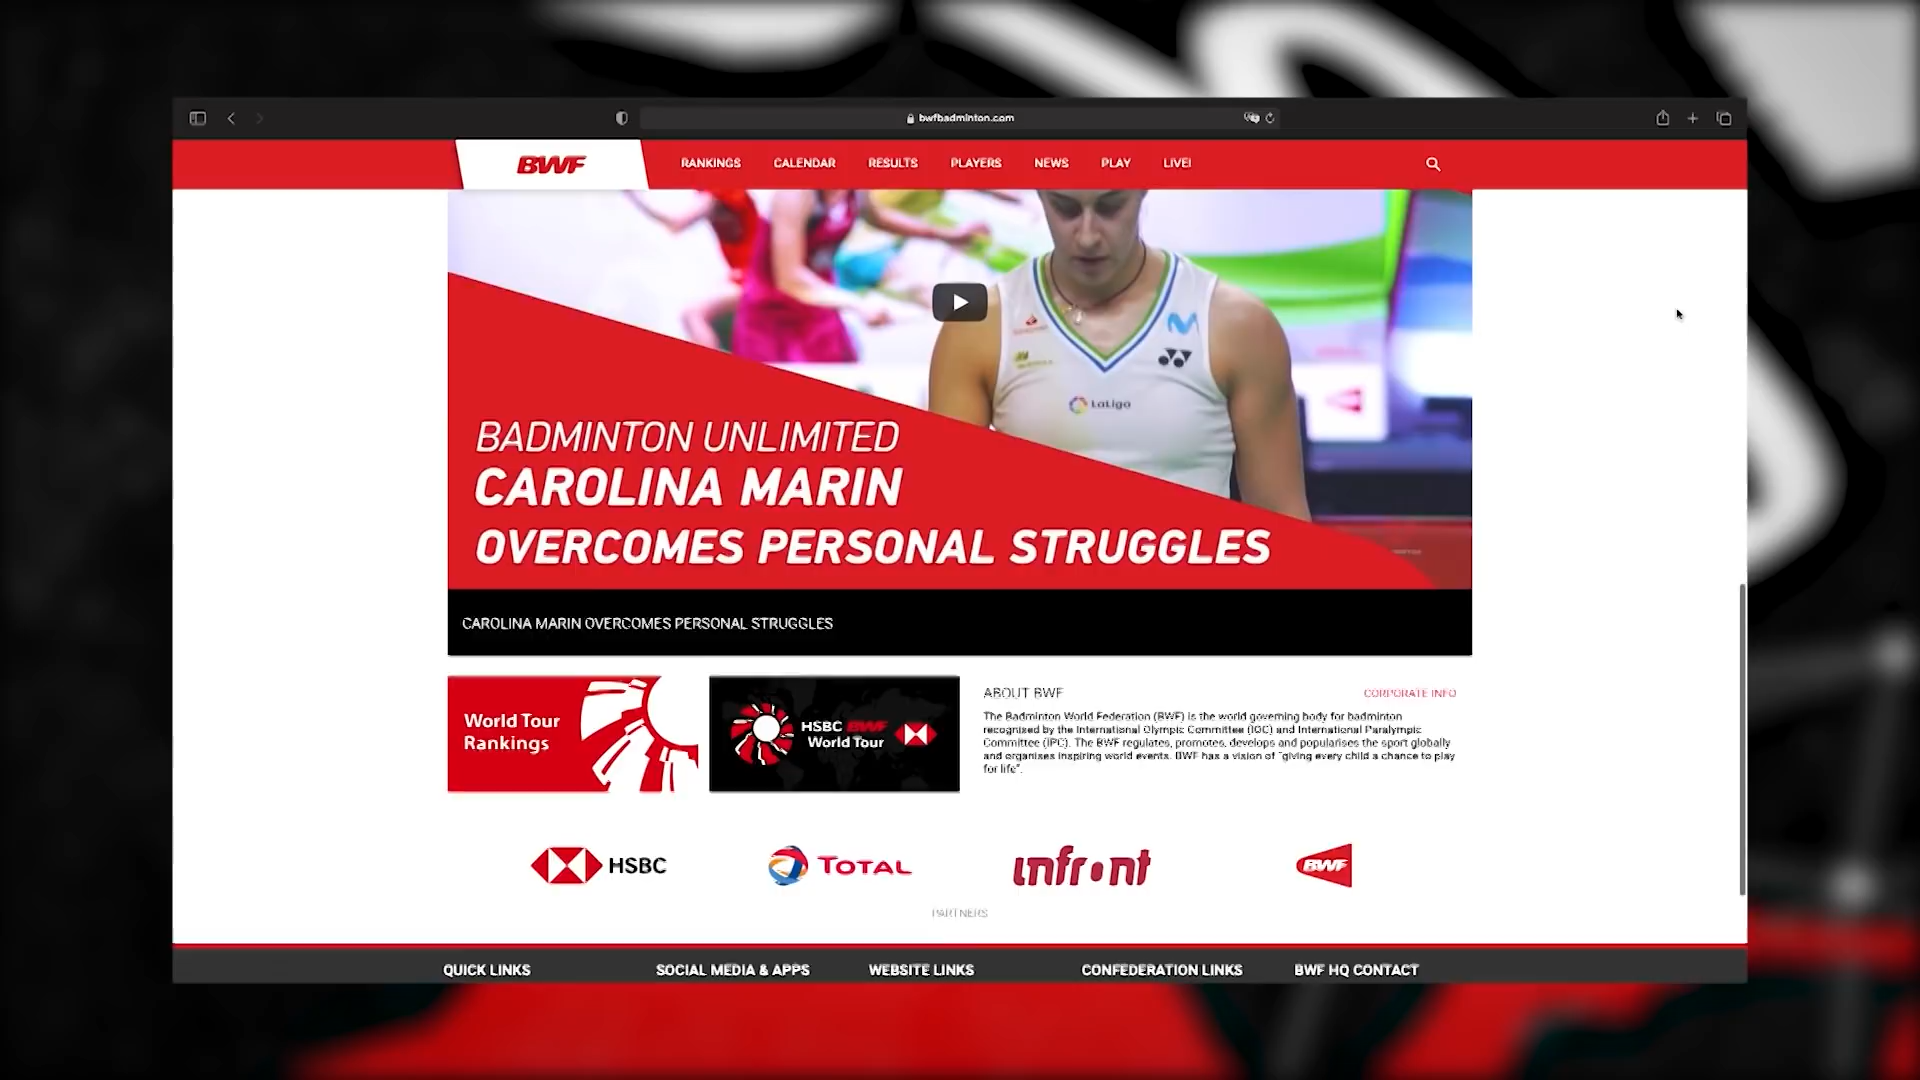 bwfbadminton.com
BWF
RANKINGS
CALENDAR
RESULTS
PLAYERS
NEWS
PLAY
LIVE!
LaLiga
BADMINTON UNLIMITED
CAROLINA MARIN
OVERCOMES PERSONAL STRUGGLES
CAROLINA MARIN OVERCOMES PERSONAL STRUGGLES
World Tour
Rankings
HSBC BWF
World Tour
ABOUT BWF
CORPORATE INFO
The Badminton World Federation (BWF) is the world governing body for badminton
recognised by the International Olympic Committee (IOC) and International Paralympic
Committee (IPC). The BWF regulates, promotes, develops and popularises the sport globally
and organises inspiring world events. BWF has a vision of "giving every child a chance to play
for life".
HSBC
TOTAL
infront
BWF
PARTNERS
QUICK LINKS
SOCIAL MEDIA & APPS
WEBSITE LINKS
CONFEDERATION LINKS
BWF HQ CONTACT